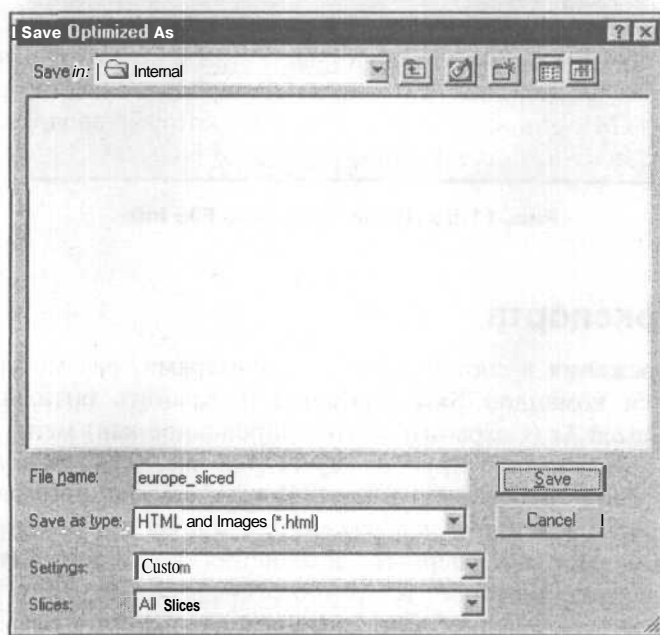 Save Optimized As
Save in: Internal
File name: europe_sliced
Save
Save as type: HTML and Images (*.html)
Cancel
Settings: Custom
Slices: All Slices